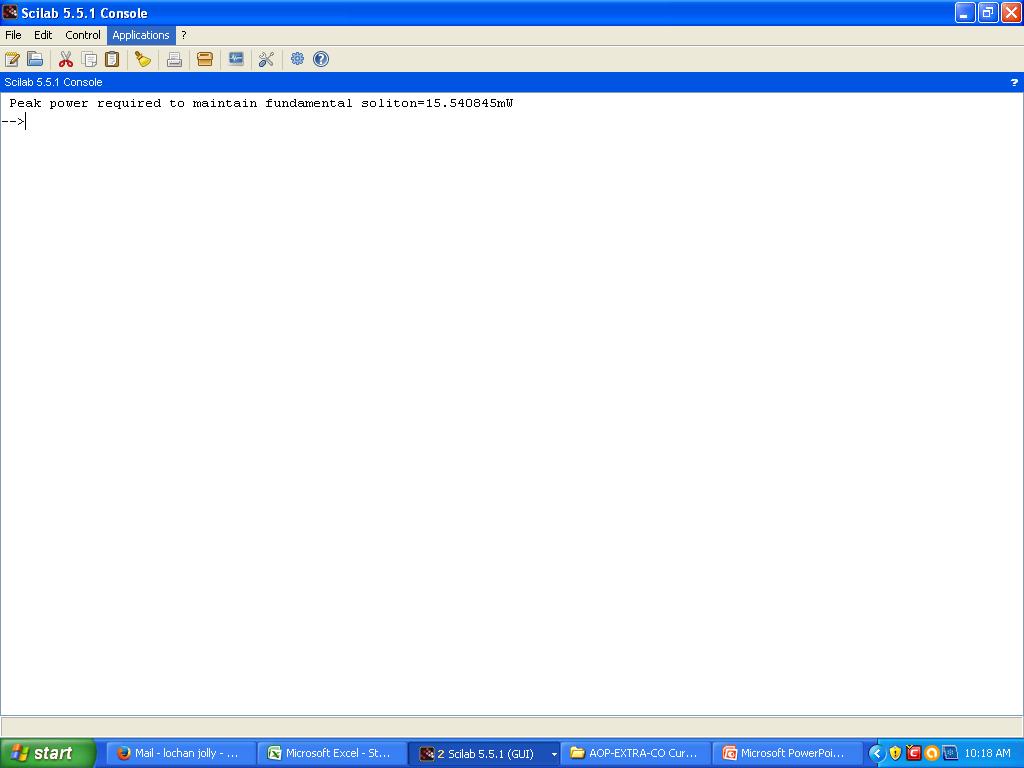 Scilab 5.5.1 Console
File Edit Control Applications ?
Scilab 5.5.1 Console ?
Peak power required to maintain fundamental soliton=15.540845mW
-->
start Mail - lochan jolly - ... Microsoft Excel - St... 2 Scilab 5.5.1 (GUI) AOP-EXTRA-CO Cur... Microsoft PowerPoi... 10:18 AM